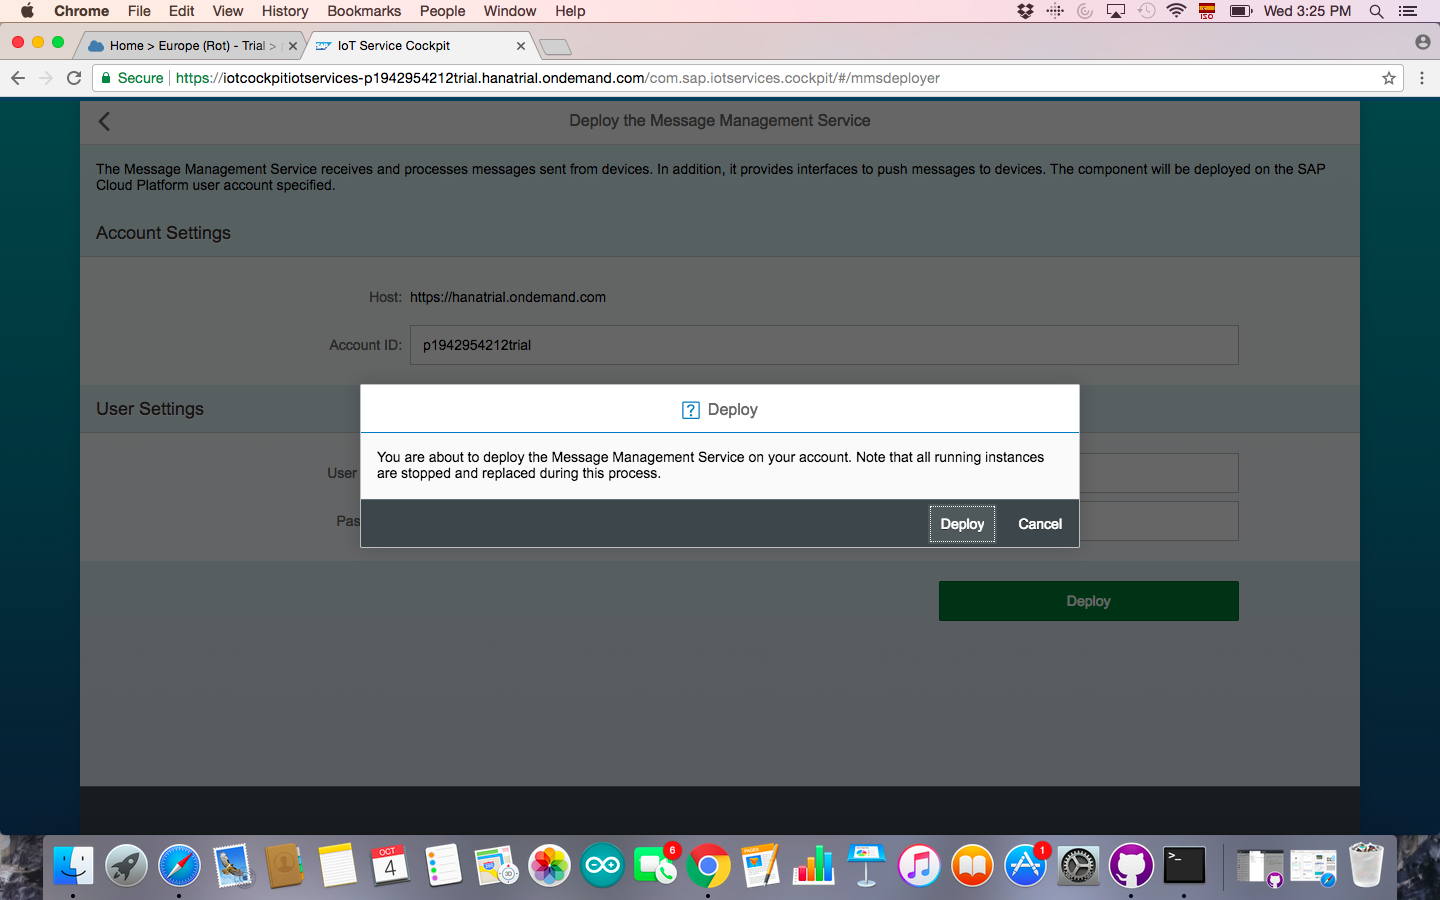 Chrome File Edit View History Bookmarks People Window Help ISO Wed 3:25 PM
Home > Europe (Rot) - Trial >
SAP IoT Service Cockpit
Secure https://iotcockpitiotservices-p1942954212trial.hanatrial.ondemand.com/com.sap.iotservices.cockpit/#/mmsdeployer
Deploy the Message Management Service
The Message Management Service receives and processes messages sent from devices. In addition, it provides interfaces to push messages to devices. The component will be deployed on the SAP
Cloud Platform user account specified.
Account Settings
Host: https://hanatrial.ondemand.com
Account ID: p1942954212trial
User Settings
? Deploy
You are about to deploy the Message Management Service on your account. Note that all running instances
are stopped and replaced during this process.
User
Pas
Deploy Cancel
Deploy
OCT
4
3D
6
PAGES
1
>_